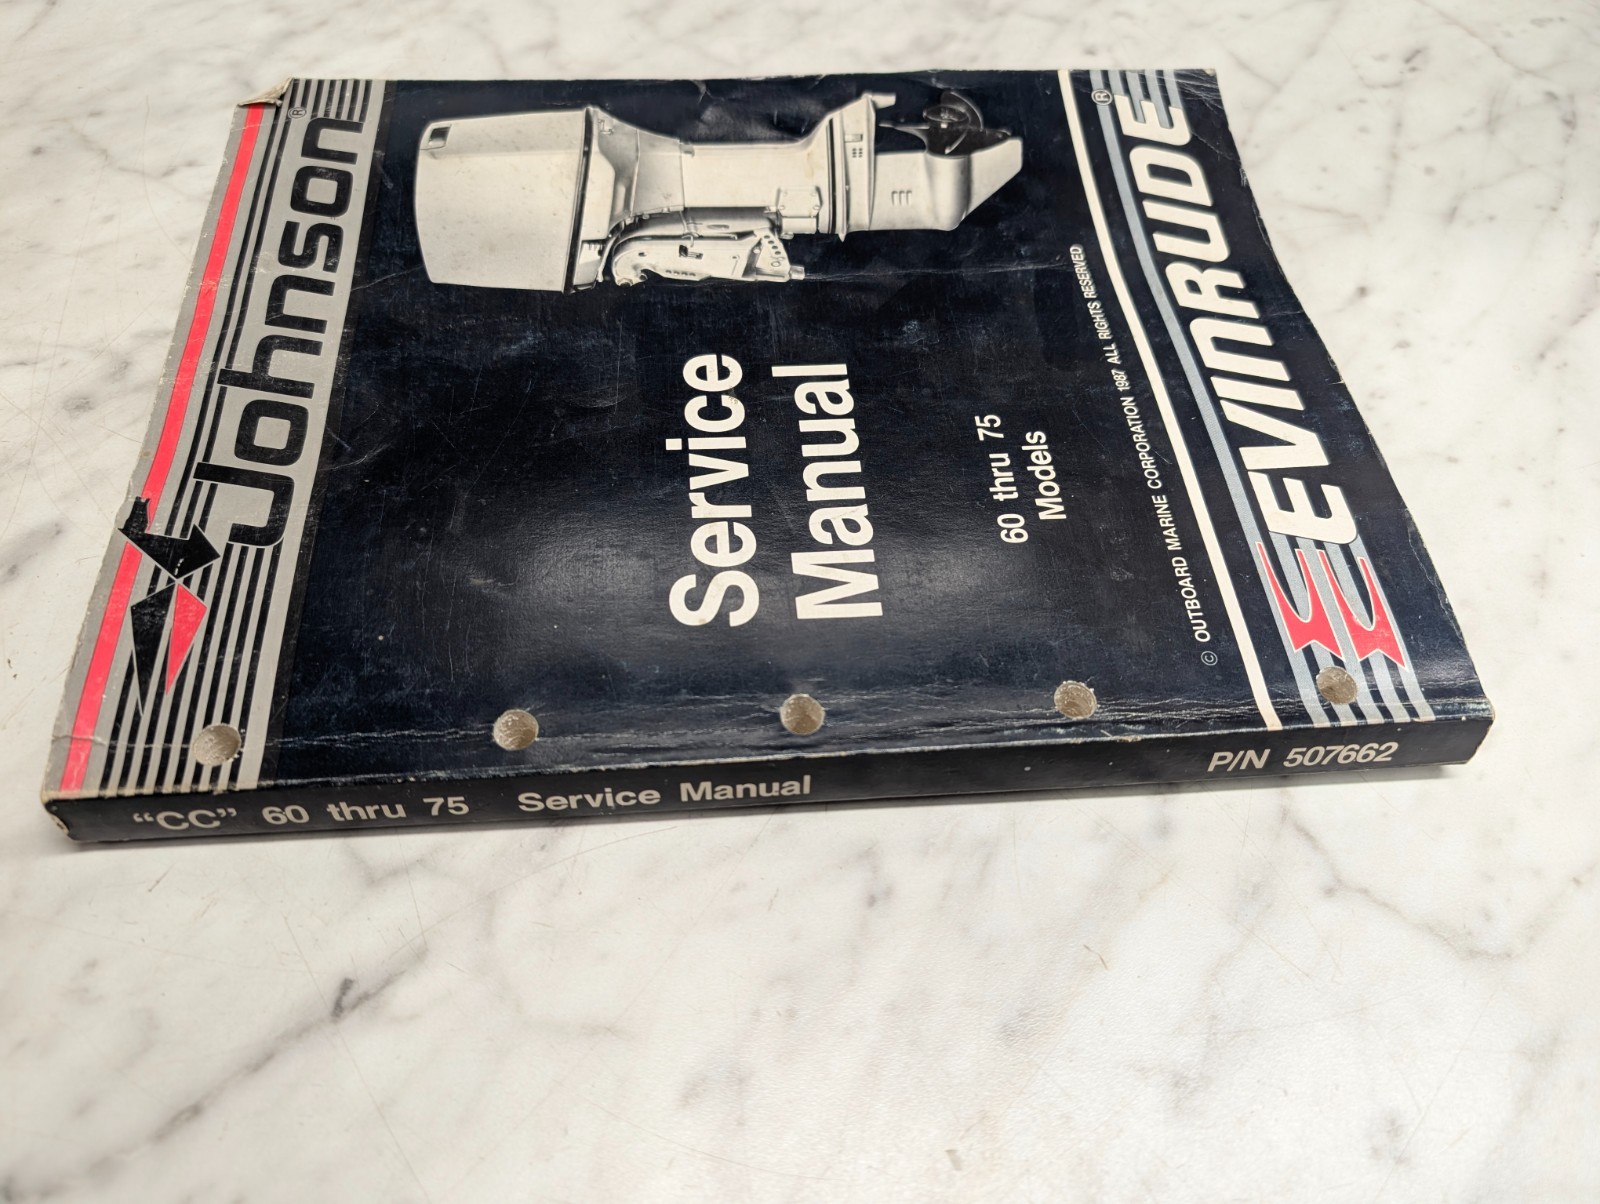 Johnson®
Service
Manual
60 thru 75
Models
© OUTBOARD MARINE CORPORATION 1987 ALL RIGHTS RESERVED
EVINRUDE®
“CC” 60 thru 75 Service Manual P/N 507662